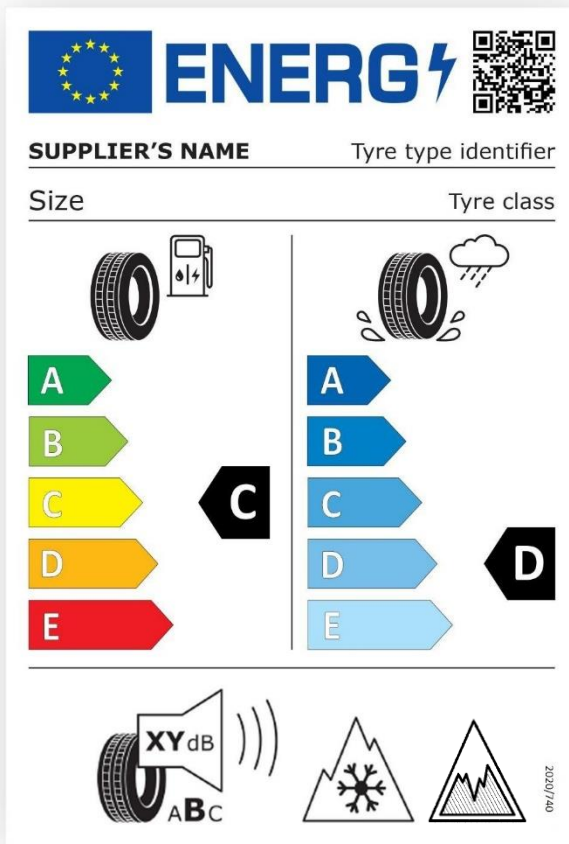 ENERG
SUPPLIER'S NAME Tyre type identifier
Size Tyre class
A A
B B
C C C
D D D
E E
XYdB
ABC
2020/740